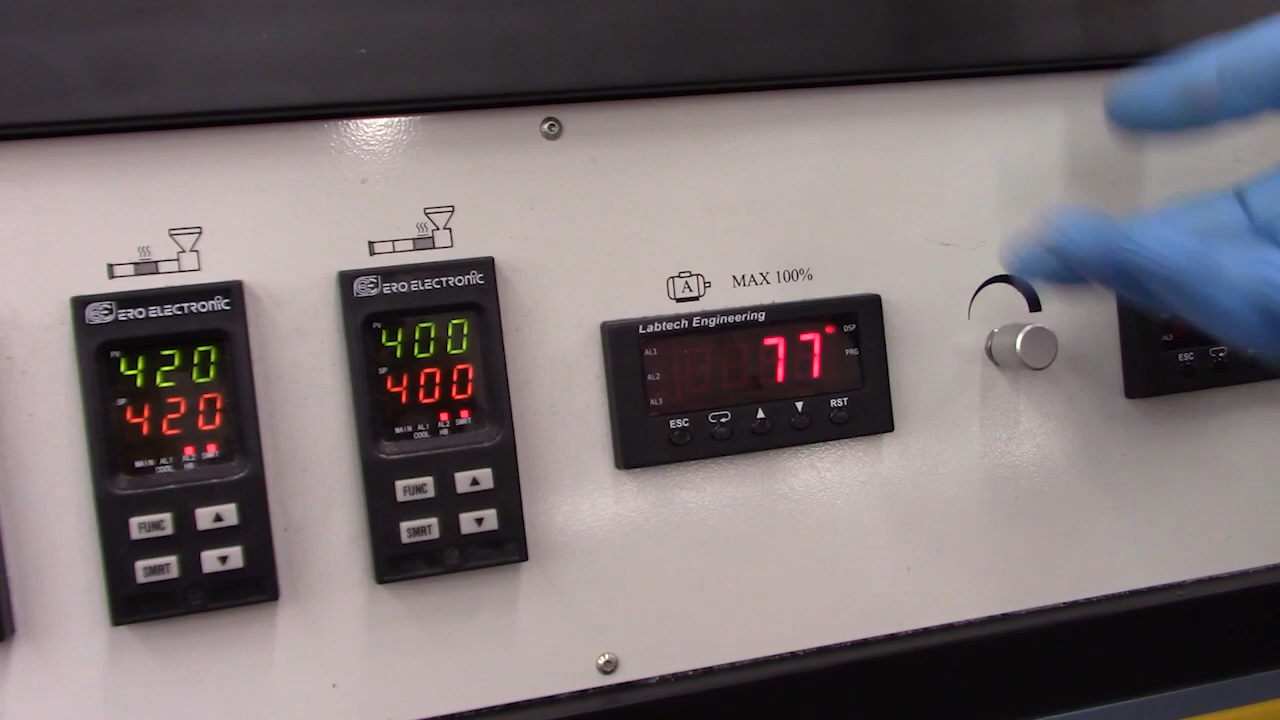 ERO ELECTRONIC
PV
420
SP
420
MAIN AL1 AL2 SMRT
COOL HB
FUNC ▲
SMRT ▼
ERO ELECTRONIC
PV
400
SP
400
MAIN AL1 AL2 SMRT
COOL HB
FUNC ▲
SMRT ▼
A MAX 100%
Labtech Engineering
AL1 77 DSP
AL2 PRG
AL3
ESC ▲ ▼ RST
AL3
ESC